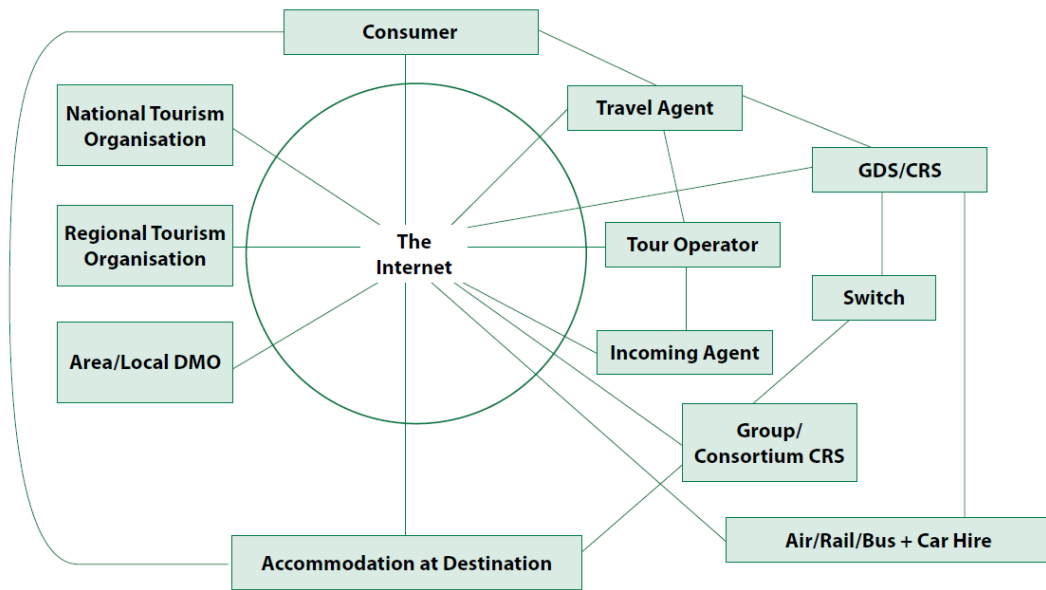 Consumer
National Tourism
Organisation
Travel Agent
GDS/CRS
Regional Tourism
Organisation
The
Internet
Tour Operator
Switch
Area/Local DMO
Incoming Agent
Group/
Consortium CRS
Air/Rail/Bus + Car Hire
Accommodation at Destination